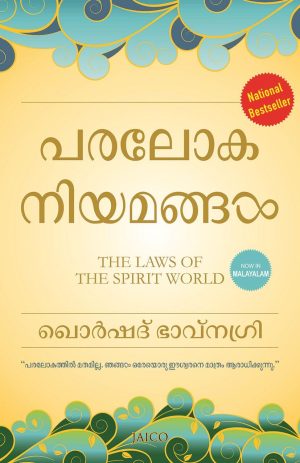 National
Bestseller
പരലോക
നിയമങ്ങൾ
THE LAWS OF
THE SPIRIT WORLD
NOW IN
MALAYALAM
ഖൊർഷദ് ഭാവ്നഗ്രി
“പരലോകത്തിൽ മതമില്ല. ഞങ്ങൾ ഒരേയൊരു ഈശ്വരനെ മാത്രം ആരാധിക്കുന്നു.”
JAICO